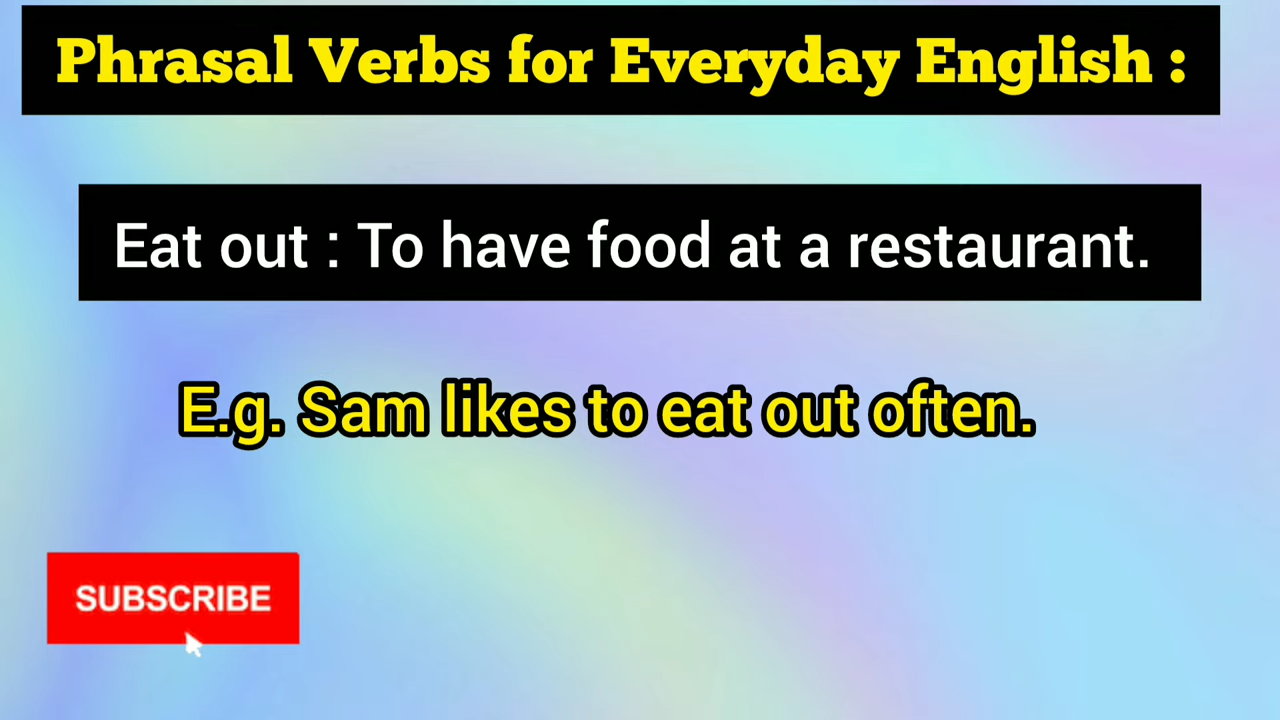 Phrasal Verbs for Everyday English :
Eat out : To have food at a restaurant.
E.g. Sam likes to eat out often.
SUBSCRIBE